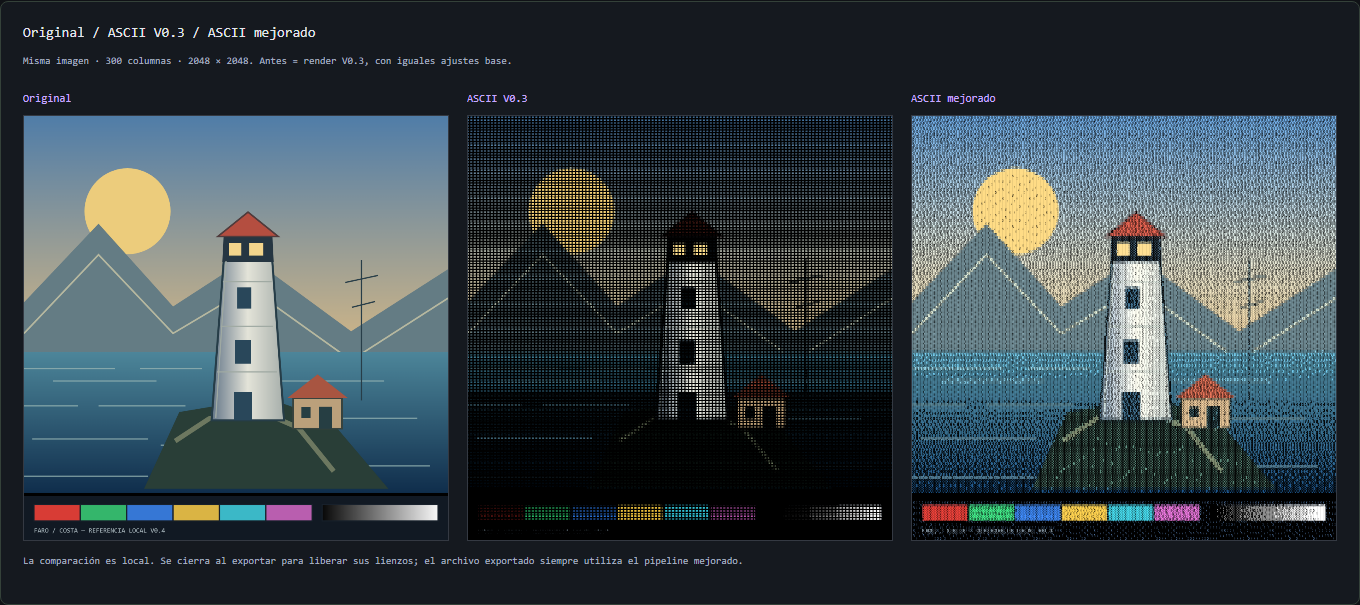 Original / ASCII V0.3 / ASCII mejorado
Misma imagen · 300 columnas · 2048 × 2048. Antes = render V0.3, con iguales ajustes base.
Original
ASCII V0.3
ASCII mejorado
FARO / COSTA — REFERENCIA LOCAL V0.4
La comparación es local. Se cierra al exportar para liberar sus lienzos; el archivo exportado siempre utiliza el pipeline mejorado.